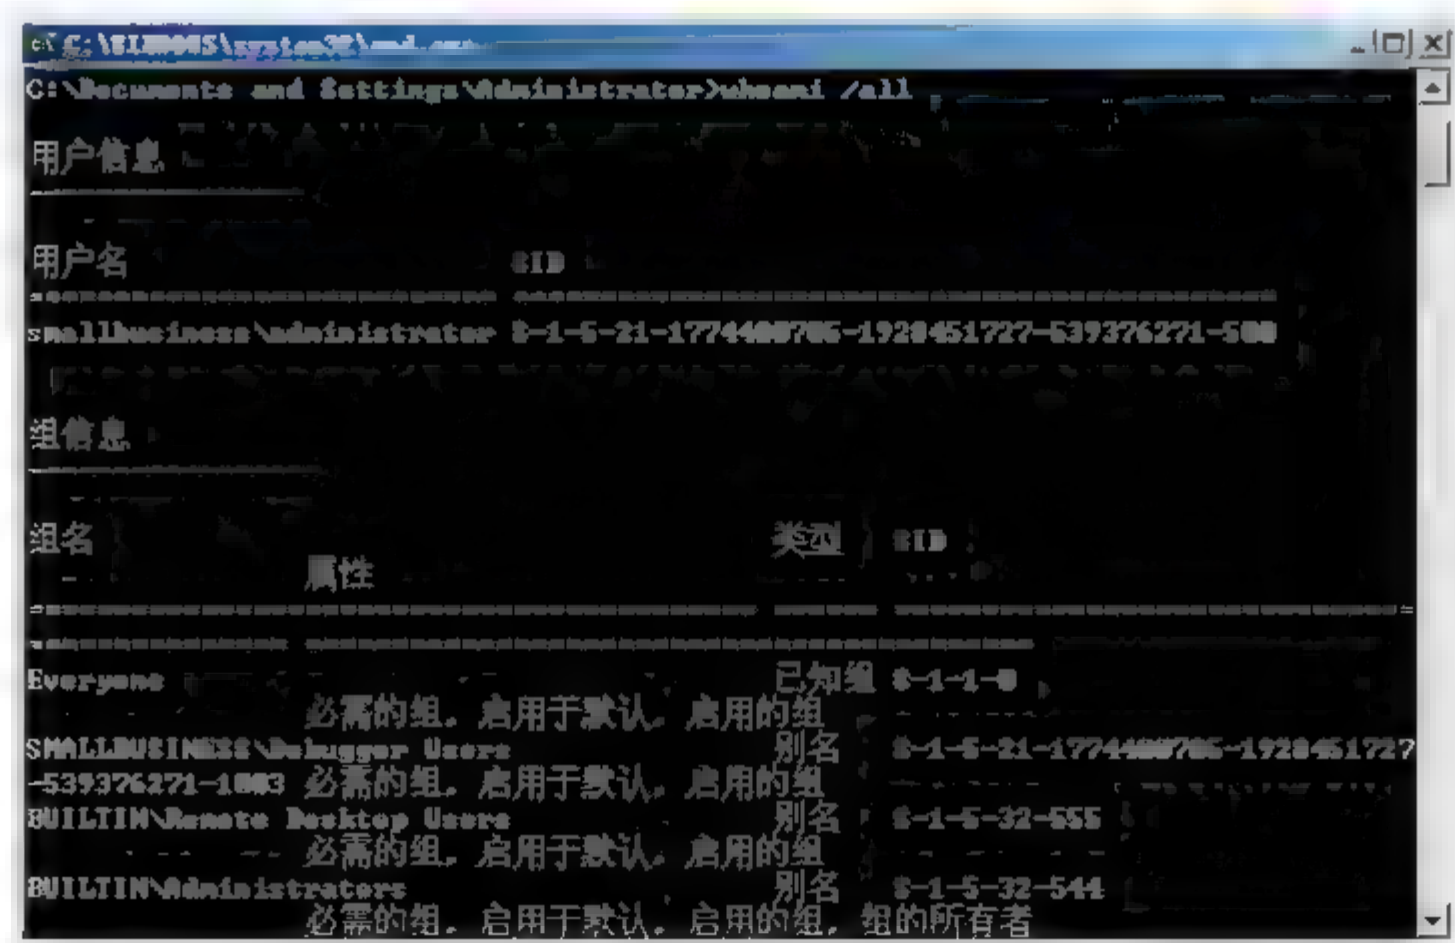 C:\WINDOWS\system32\cmd.exe
C:\Documents and Settings\Administrator>whoami /all
用户信息
用户名 SID
smallbusiness\administrator S-1-5-21-1774400706-1928451727-539376271-500
组信息
组名 类型 SID
属性
Everyone 已知组 S-1-1-0
必需的组, 启用于默认, 启用的组
SMALLBUSINESS\Debugger Users 别名 S-1-5-21-1774400706-1928451727
-539376271-1003 必需的组, 启用于默认, 启用的组
BUILTIN\Remote Desktop Users 别名 S-1-5-32-555
必需的组, 启用于默认, 启用的组
BUILTIN\Administrators 别名 S-1-5-32-544
必需的组, 启用于默认, 启用的组, 组的所有者